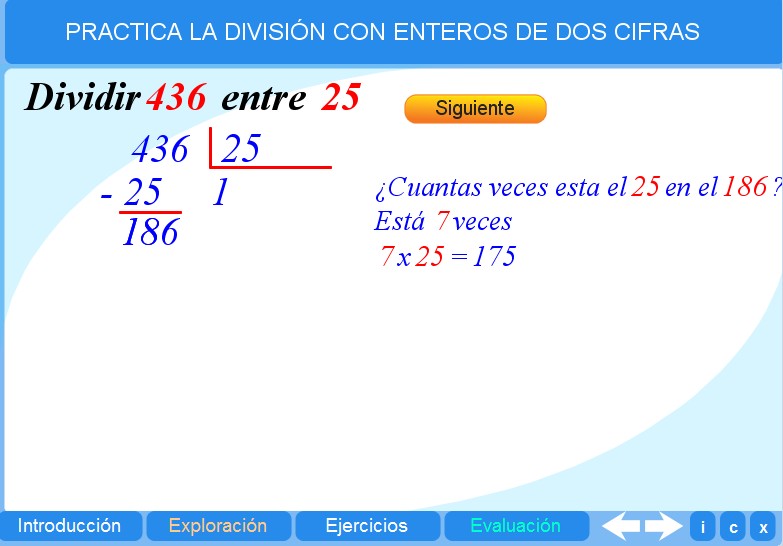 PRACTICA LA DIVISIÓN CON ENTEROS DE DOS CIFRAS
Dividir 436 entre 25
Siguiente
436 25
- 25 1
186
¿Cuantas veces esta el 25 en el 186 ?
Está 7 veces
7 x 25 = 175
Introducción Exploración Ejercicios Evaluación i c x